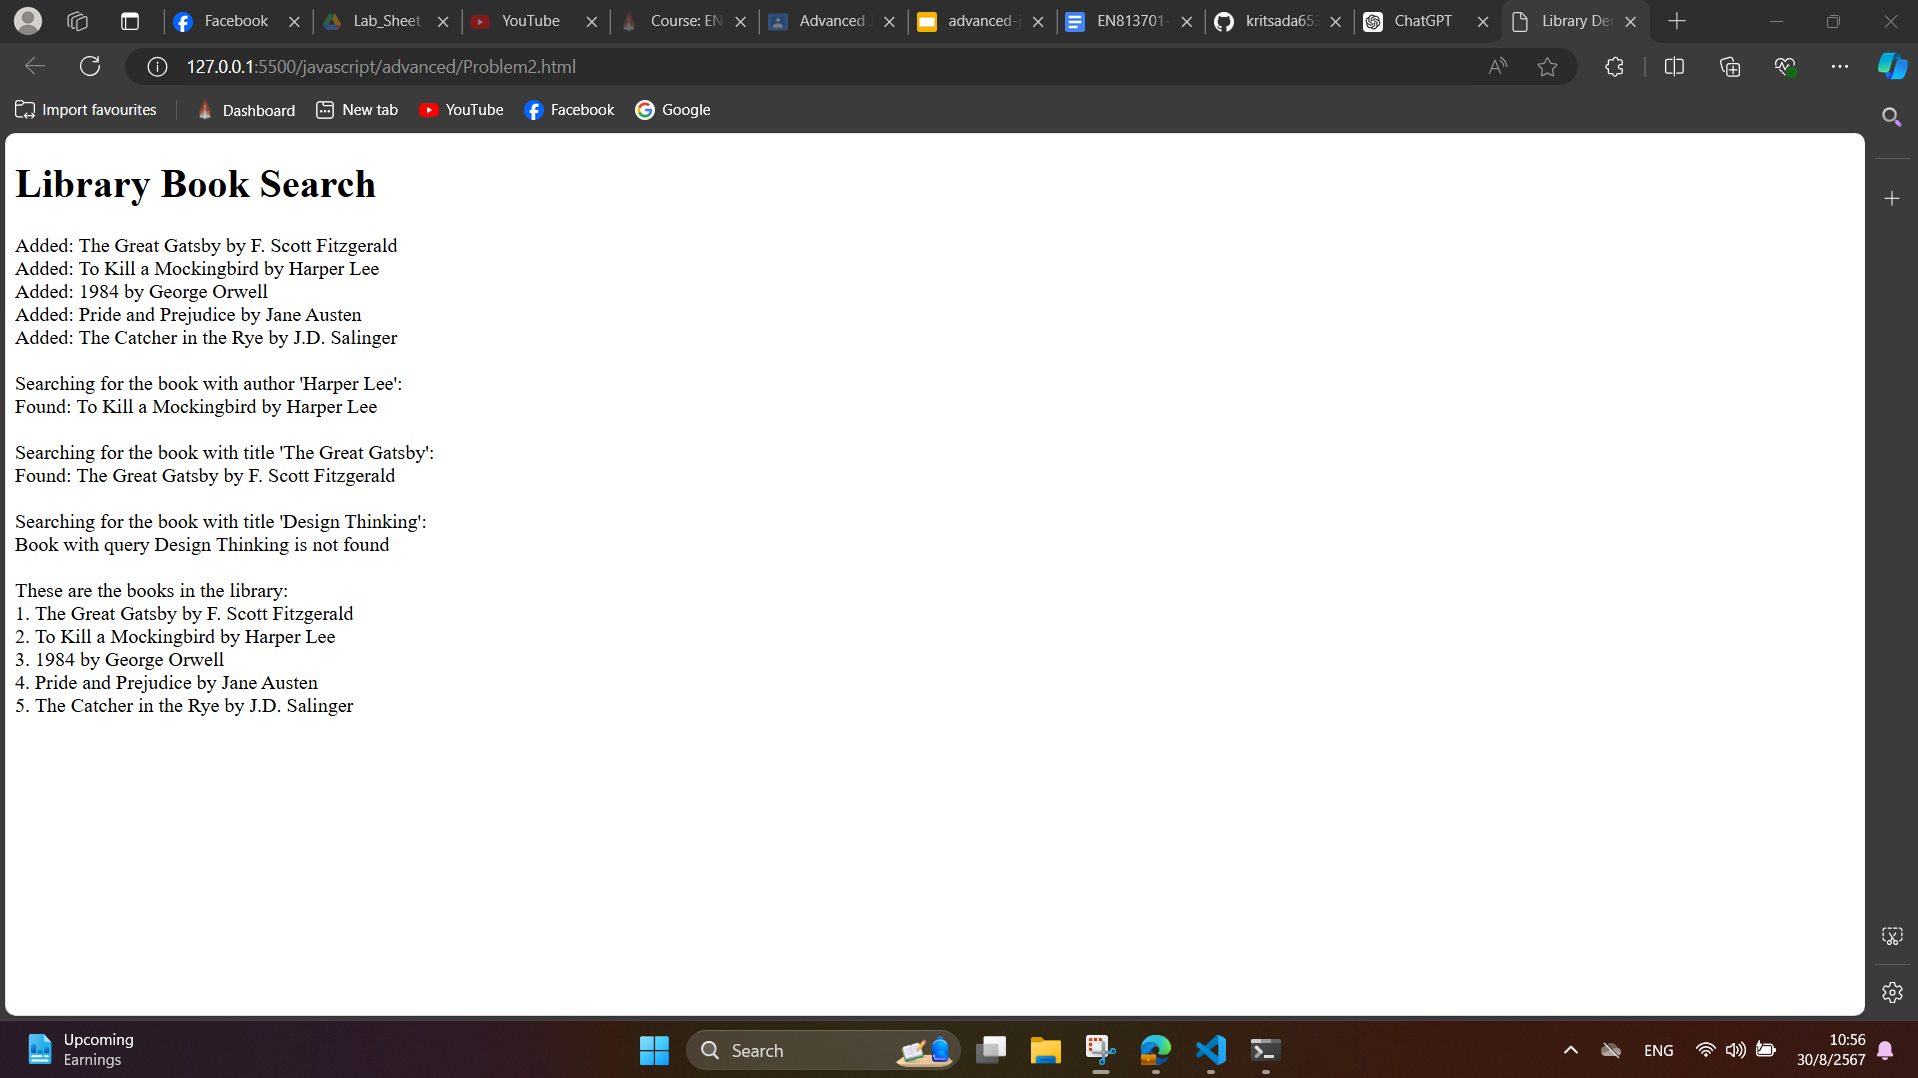 Facebook
Lab_Sheet
YouTube
Course: EN
Advanced
advanced-j
EN813701-
kritsada653
ChatGPT
Library De
127.0.0.1:5500/javascript/advanced/Problem2.html
Import favourites
Dashboard
New tab
YouTube
Facebook
Google
Library Book Search
Added: The Great Gatsby by F. Scott Fitzgerald
Added: To Kill a Mockingbird by Harper Lee
Added: 1984 by George Orwell
Added: Pride and Prejudice by Jane Austen
Added: The Catcher in the Rye by J.D. Salinger
Searching for the book with author 'Harper Lee':
Found: To Kill a Mockingbird by Harper Lee
Searching for the book with title 'The Great Gatsby':
Found: The Great Gatsby by F. Scott Fitzgerald
Searching for the book with title 'Design Thinking':
Book with query Design Thinking is not found
These are the books in the library:
1. The Great Gatsby by F. Scott Fitzgerald
2. To Kill a Mockingbird by Harper Lee
3. 1984 by George Orwell
4. Pride and Prejudice by Jane Austen
5. The Catcher in the Rye by J.D. Salinger
Upcoming
Earnings
Search
ENG
10:56
30/8/2567